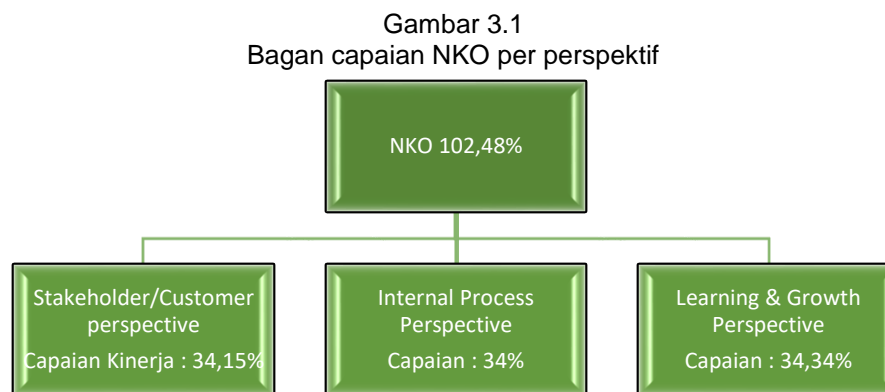 Gambar 3.1
Bagan capaian NKO per perspektif
NKO 102,48%
Stakeholder/Customer
perspective
Capaian Kinerja : 34,15%
Internal Process
Perspective
Capaian : 34%
Learning & Growth
Perspective
Capaian : 34,34%